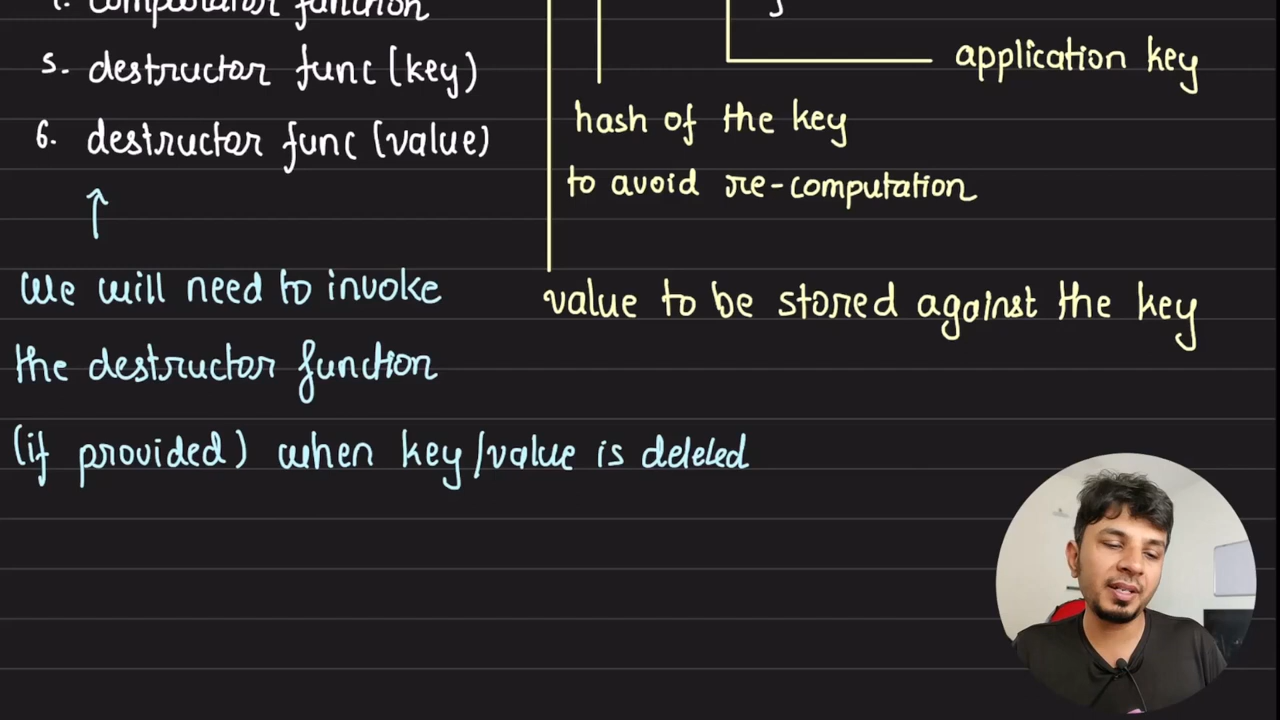 comparator function
5. destructor func (key)
6. destructor func (value)
we will need to invoke
the destructor function
(if provided) when key/value is deleted
application key
hash of the key
to avoid re-computation
value to be stored against the key